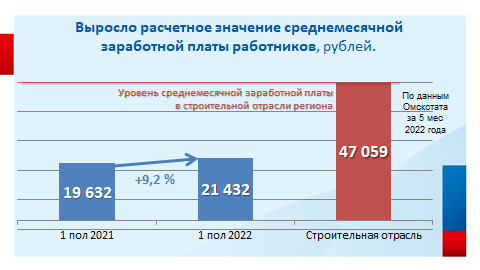 Выросло расчетное значение среднемесячной
заработной платы работников, рублей.
Уровень среднемесячной заработной платы
в строительной отрасли региона
По данным
Омскстата
за 5 мес
2022 года
47 059
+9,2 %
19 632
21 432
1 пол 2021
1 пол 2022
Строительная отрасль